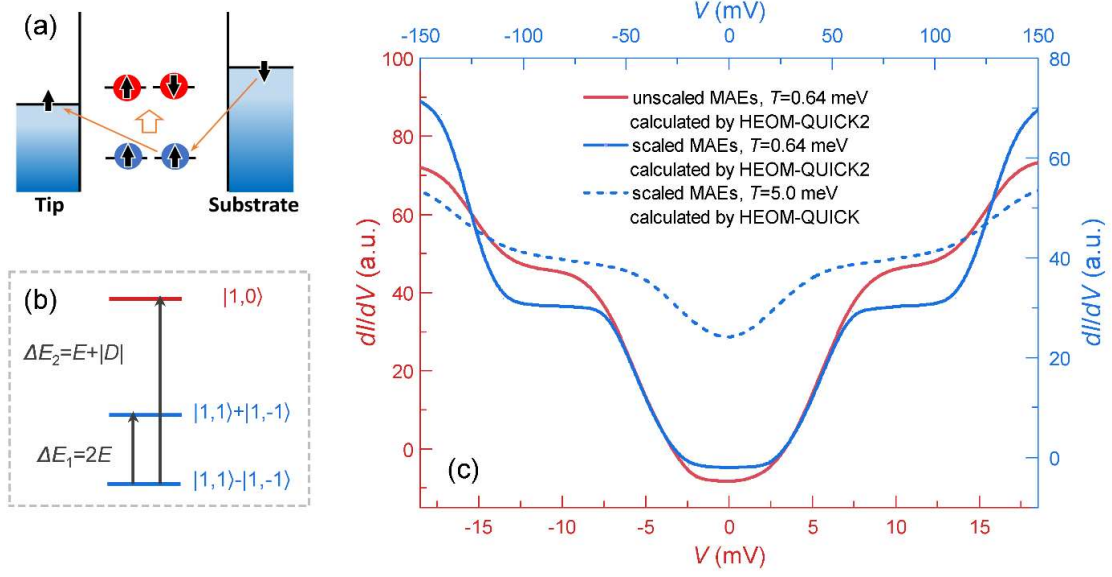 (a)
Tip
Substrate
(b)
|1,0⟩
ΔE₂=E+|D|
|1,1⟩+|1,-1⟩
ΔE₁=2E
|1,1⟩-|1,-1⟩
V (mV)
-150 -100 -50 0 50 100 150
100
80
60
40
20
0
dI/dV (a.u.)
unscaled MAEs, T=0.64 meV
calculated by HEOM-QUICK2
scaled MAEs, T=0.64 meV
calculated by HEOM-QUICK2
scaled MAEs, T=5.0 meV
calculated by HEOM-QUICK
(c)
80
60
40
20
0
dI/dV (a.u.)
-15 -10 -5 0 5 10 15
V (mV)